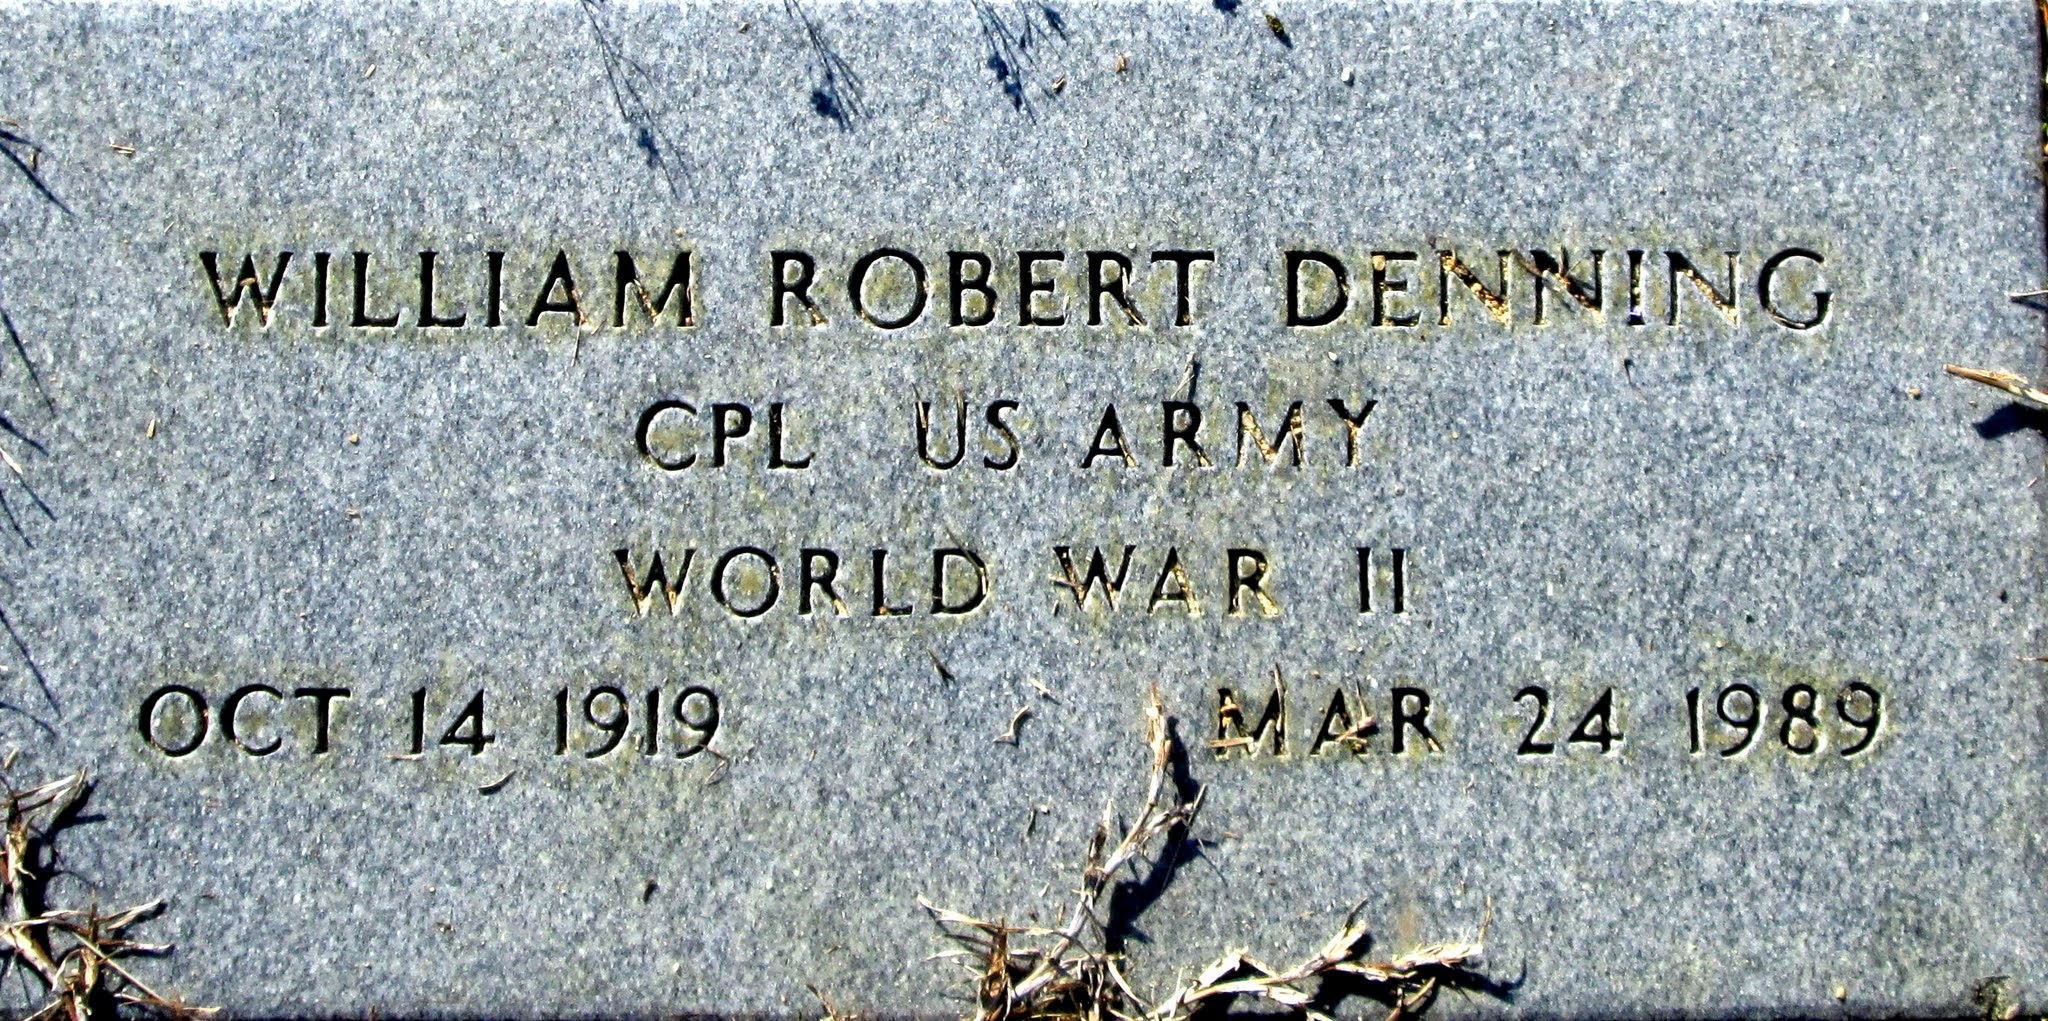 WILLIAM ROBERT DENNING
CPL US ARMY
WORLD WAR II
OCT 14 1919 MAR 24 1989